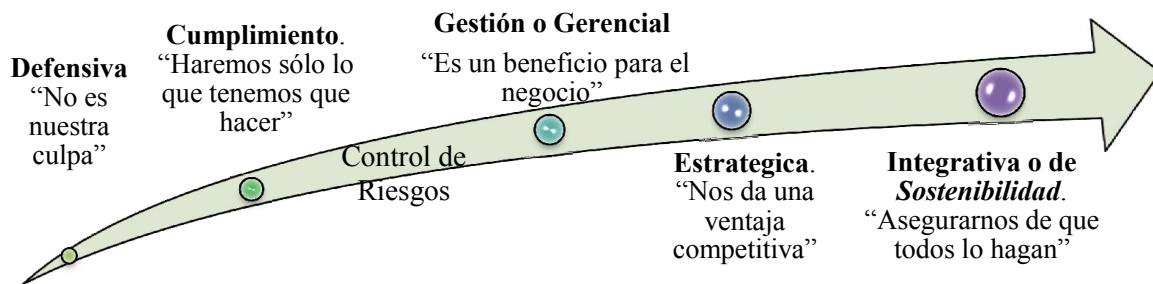 Defensiva
“No es
nuestra
culpa”
Cumplimiento.
“Haremos sólo lo
que tenemos que
hacer”
Control de
Riesgos
Gestión o Gerencial
“Es un beneficio para el
negocio”
Estrategica.
“Nos da una
ventaja
competitiva”
Integrativa o de
Sostenibilidad.
“Asegurarnos de que
todos lo hagan”